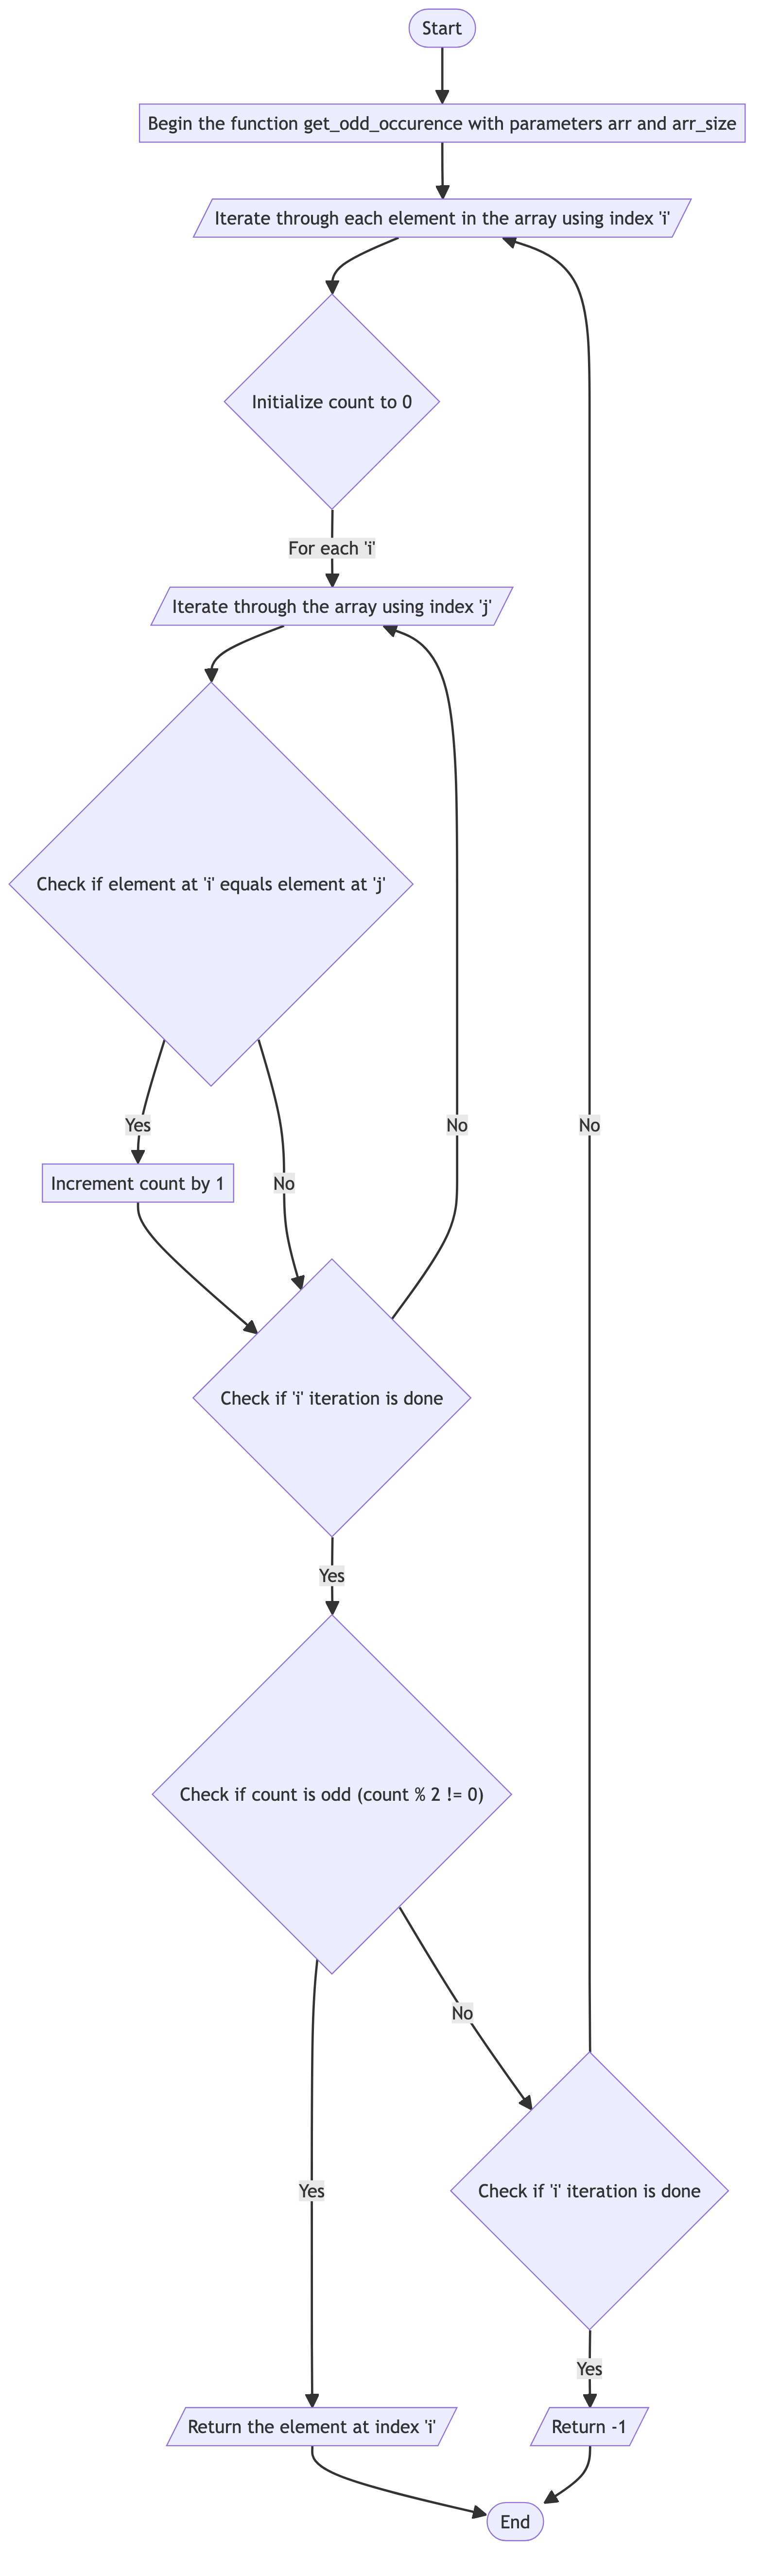 Start
Begin the function get_odd_occurence with parameters arr and arr_size
Iterate through each element in the array using index 'i'
Initialize count to 0
For each 'i'
Iterate through the array using index 'j'
Check if element at 'i' equals element at 'j'
Yes
No
No
No
Increment count by 1
Check if 'i' iteration is done
Yes
Check if count is odd (count % 2 != 0)
No
Yes
Check if 'i' iteration is done
Yes
Return the element at index 'i'
Return -1
End